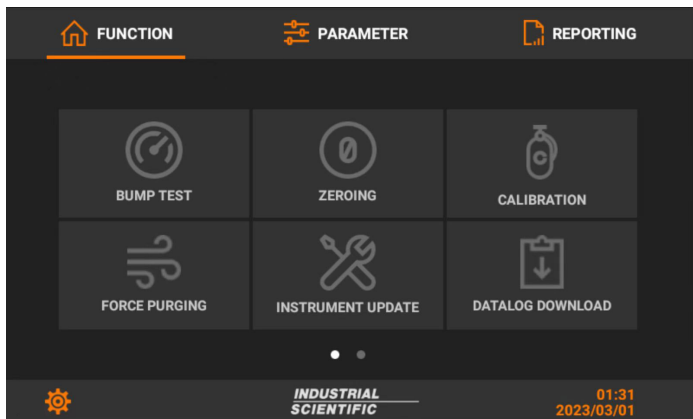 FUNCTION
PARAMETER
REPORTING
BUMP TEST
0
ZEROING
C
CALIBRATION
FORCE PURGING
INSTRUMENT UPDATE
DATALOG DOWNLOAD
INDUSTRIAL
SCIENTIFIC
01:31
2023/03/01